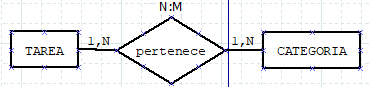 N:M
1,N
1,N
TAREA
pertenece
CATEGORIA